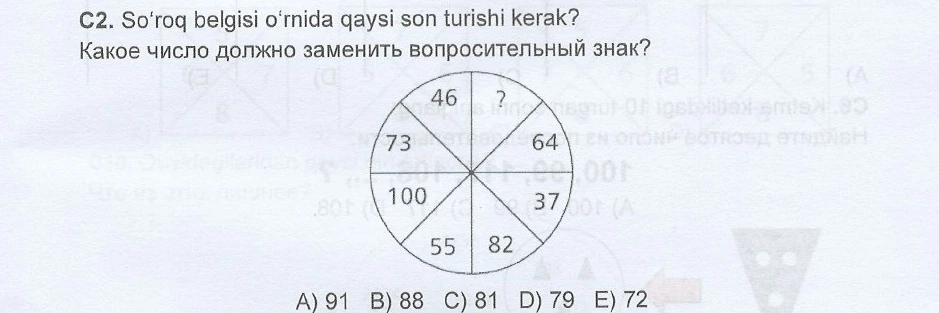 C2. So‘roq belgisi o‘rnida qaysi son turishi kerak?
Какое число должно заменить вопросительный знак?
46 ?
73 64
100 37
55 82
A) 91 B) 88 C) 81 D) 79 E) 72